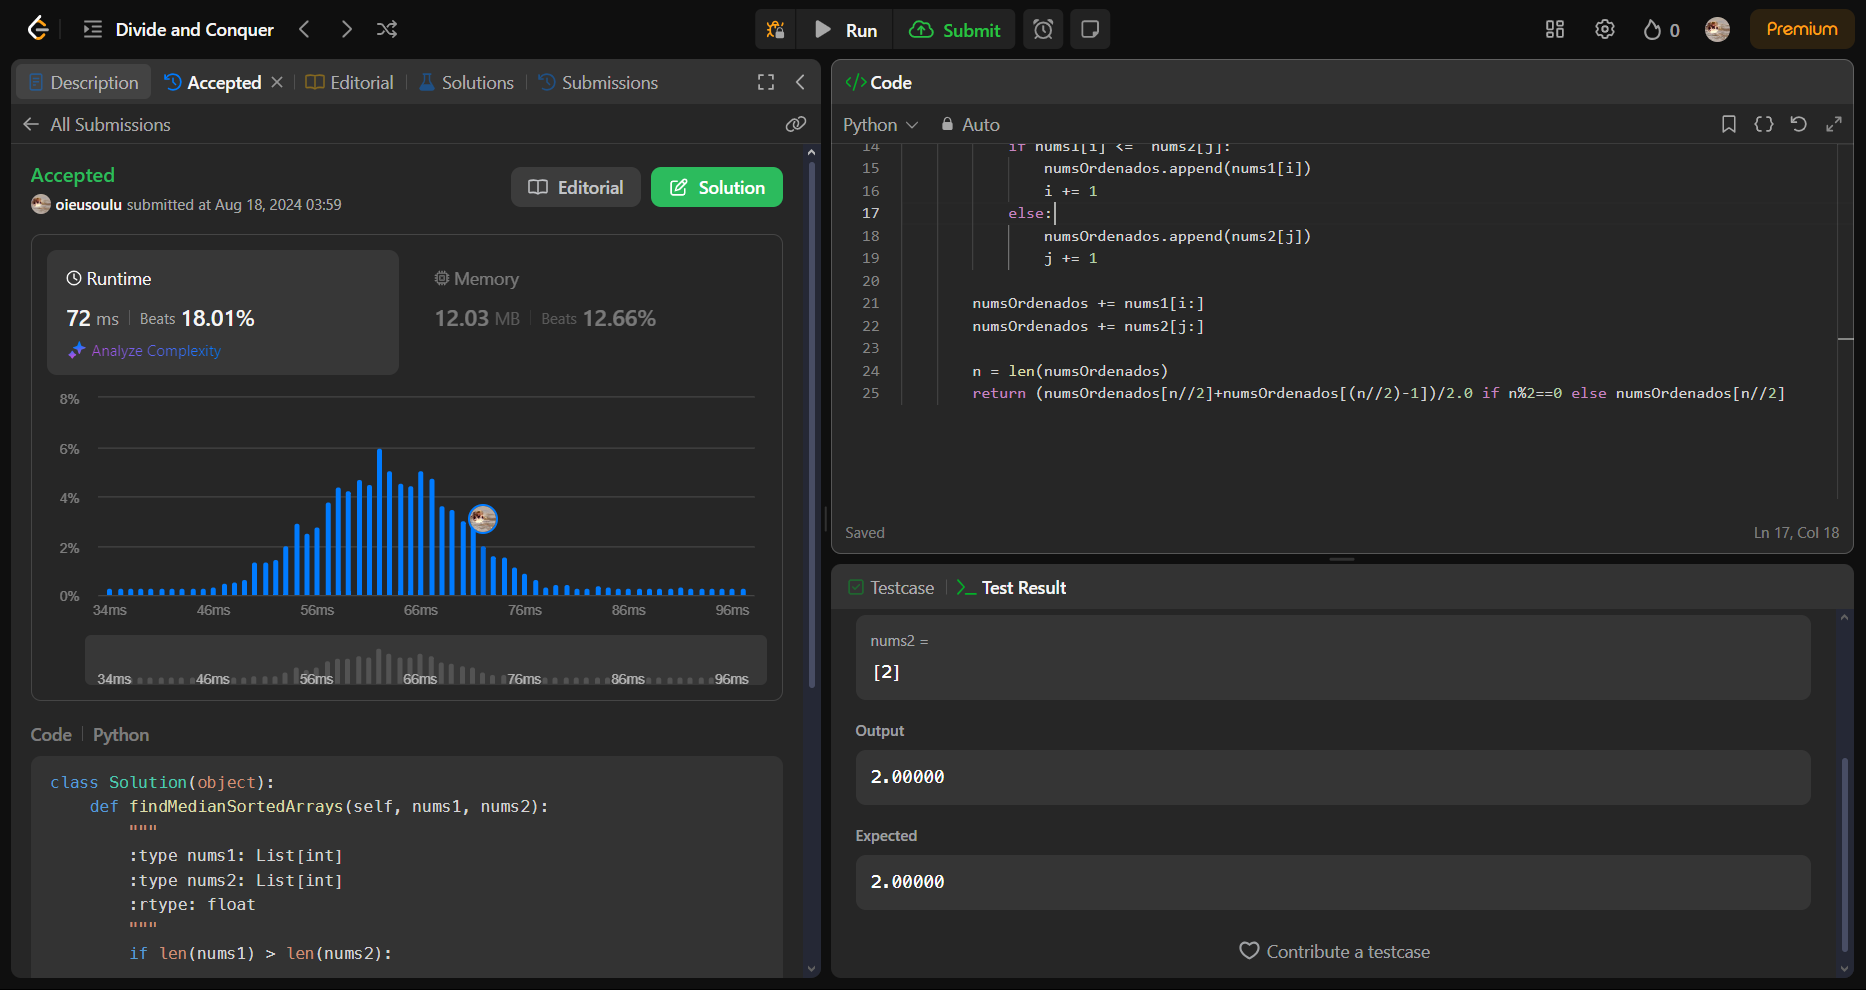 Divide and Conquer
Run
Submit
0
Premium
Description
Accepted
Editorial
Solutions
Submissions
All Submissions
Accepted
oieusoulu submitted at Aug 18, 2024 03:59
Editorial
Solution
Runtime
72 ms
Beats 18.01%
Analyze Complexity
Memory
12.03 MB
Beats 12.66%
8%
6%
4%
2%
0%
34ms 46ms 56ms 66ms 76ms 86ms 96ms
34ms 46ms 56ms 66ms 76ms 86ms 96ms
Code | Python
class Solution(object):
def findMedianSortedArrays(self, nums1, nums2):
"""
:type nums1: List[int]
:type nums2: List[int]
:rtype: float
"""
if len(nums1) > len(nums2):
</> Code
Python
Auto
14 if nums1[i] <=  nums2[j]:
15 numsOrdenados.append(nums1[i])
16 i += 1
17 else:
18 numsOrdenados.append(nums2[j])
19 j += 1
20
21 numsOrdenados += nums1[i:]
22 numsOrdenados += nums2[j:]
23
24 n = len(numsOrdenados)
25 return (numsOrdenados[n//2]+numsOrdenados[(n//2)-1])/2.0 if n%2==0 else numsOrdenados[n//2]
Saved
Ln 17, Col 18
Testcase
>_ Test Result
nums2 =
[2]
Output
2.00000
Expected
2.00000
Contribute a testcase